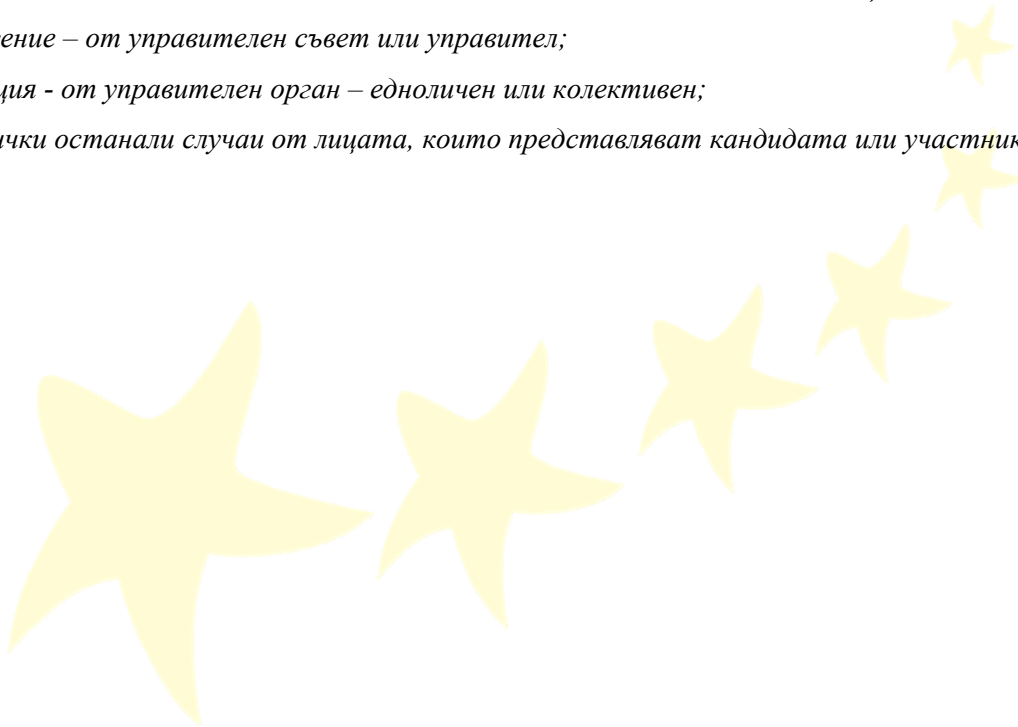 ение – от управителен съвет или управител;
ция - от управителен орган – едноличен или колективен;
чки останали случаи от лицата, които представляват кандидата или участник